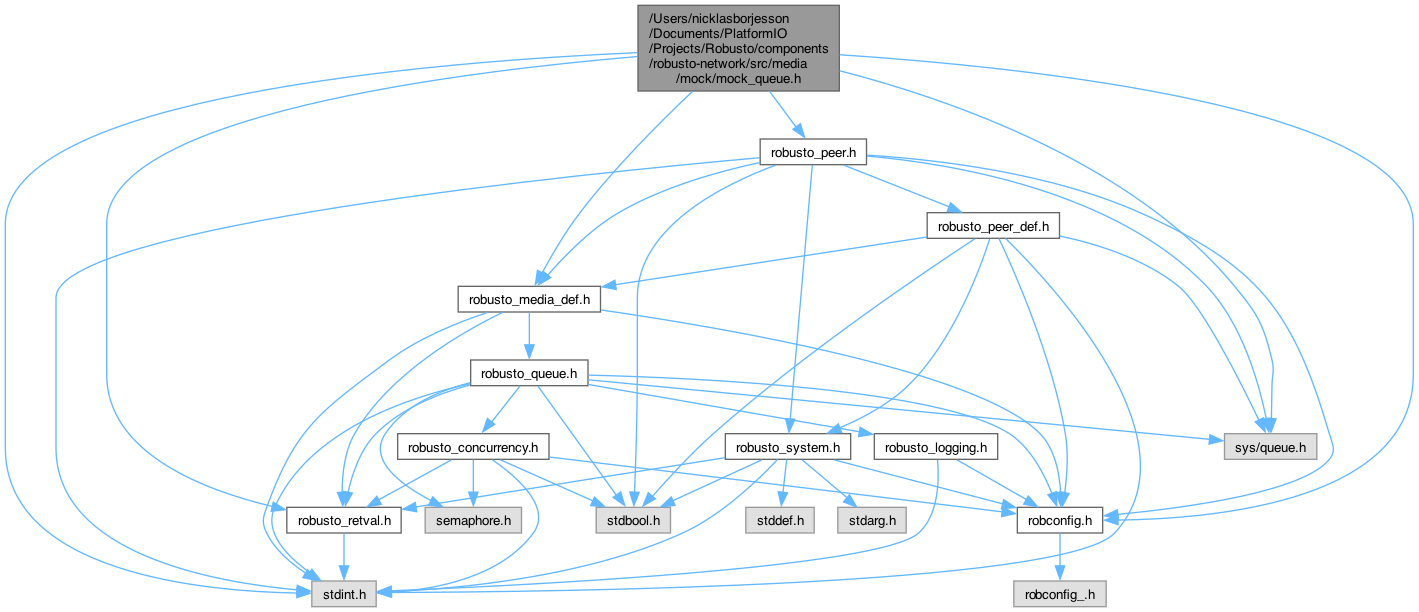 /Users/nicklasborjesson
/Documents/PlatformIO
/Projects/Robusto/components
/robusto-network/src/media
/mock/mock_queue.h
robusto_peer.h
robusto_peer_def.h
robusto_media_def.h
robusto_queue.h
robusto_concurrency.h
robusto_system.h
robusto_logging.h
sys/queue.h
robusto_retval.h
semaphore.h
stdbool.h
stddef.h
stdarg.h
robconfig.h
stdint.h
robconfig_.h